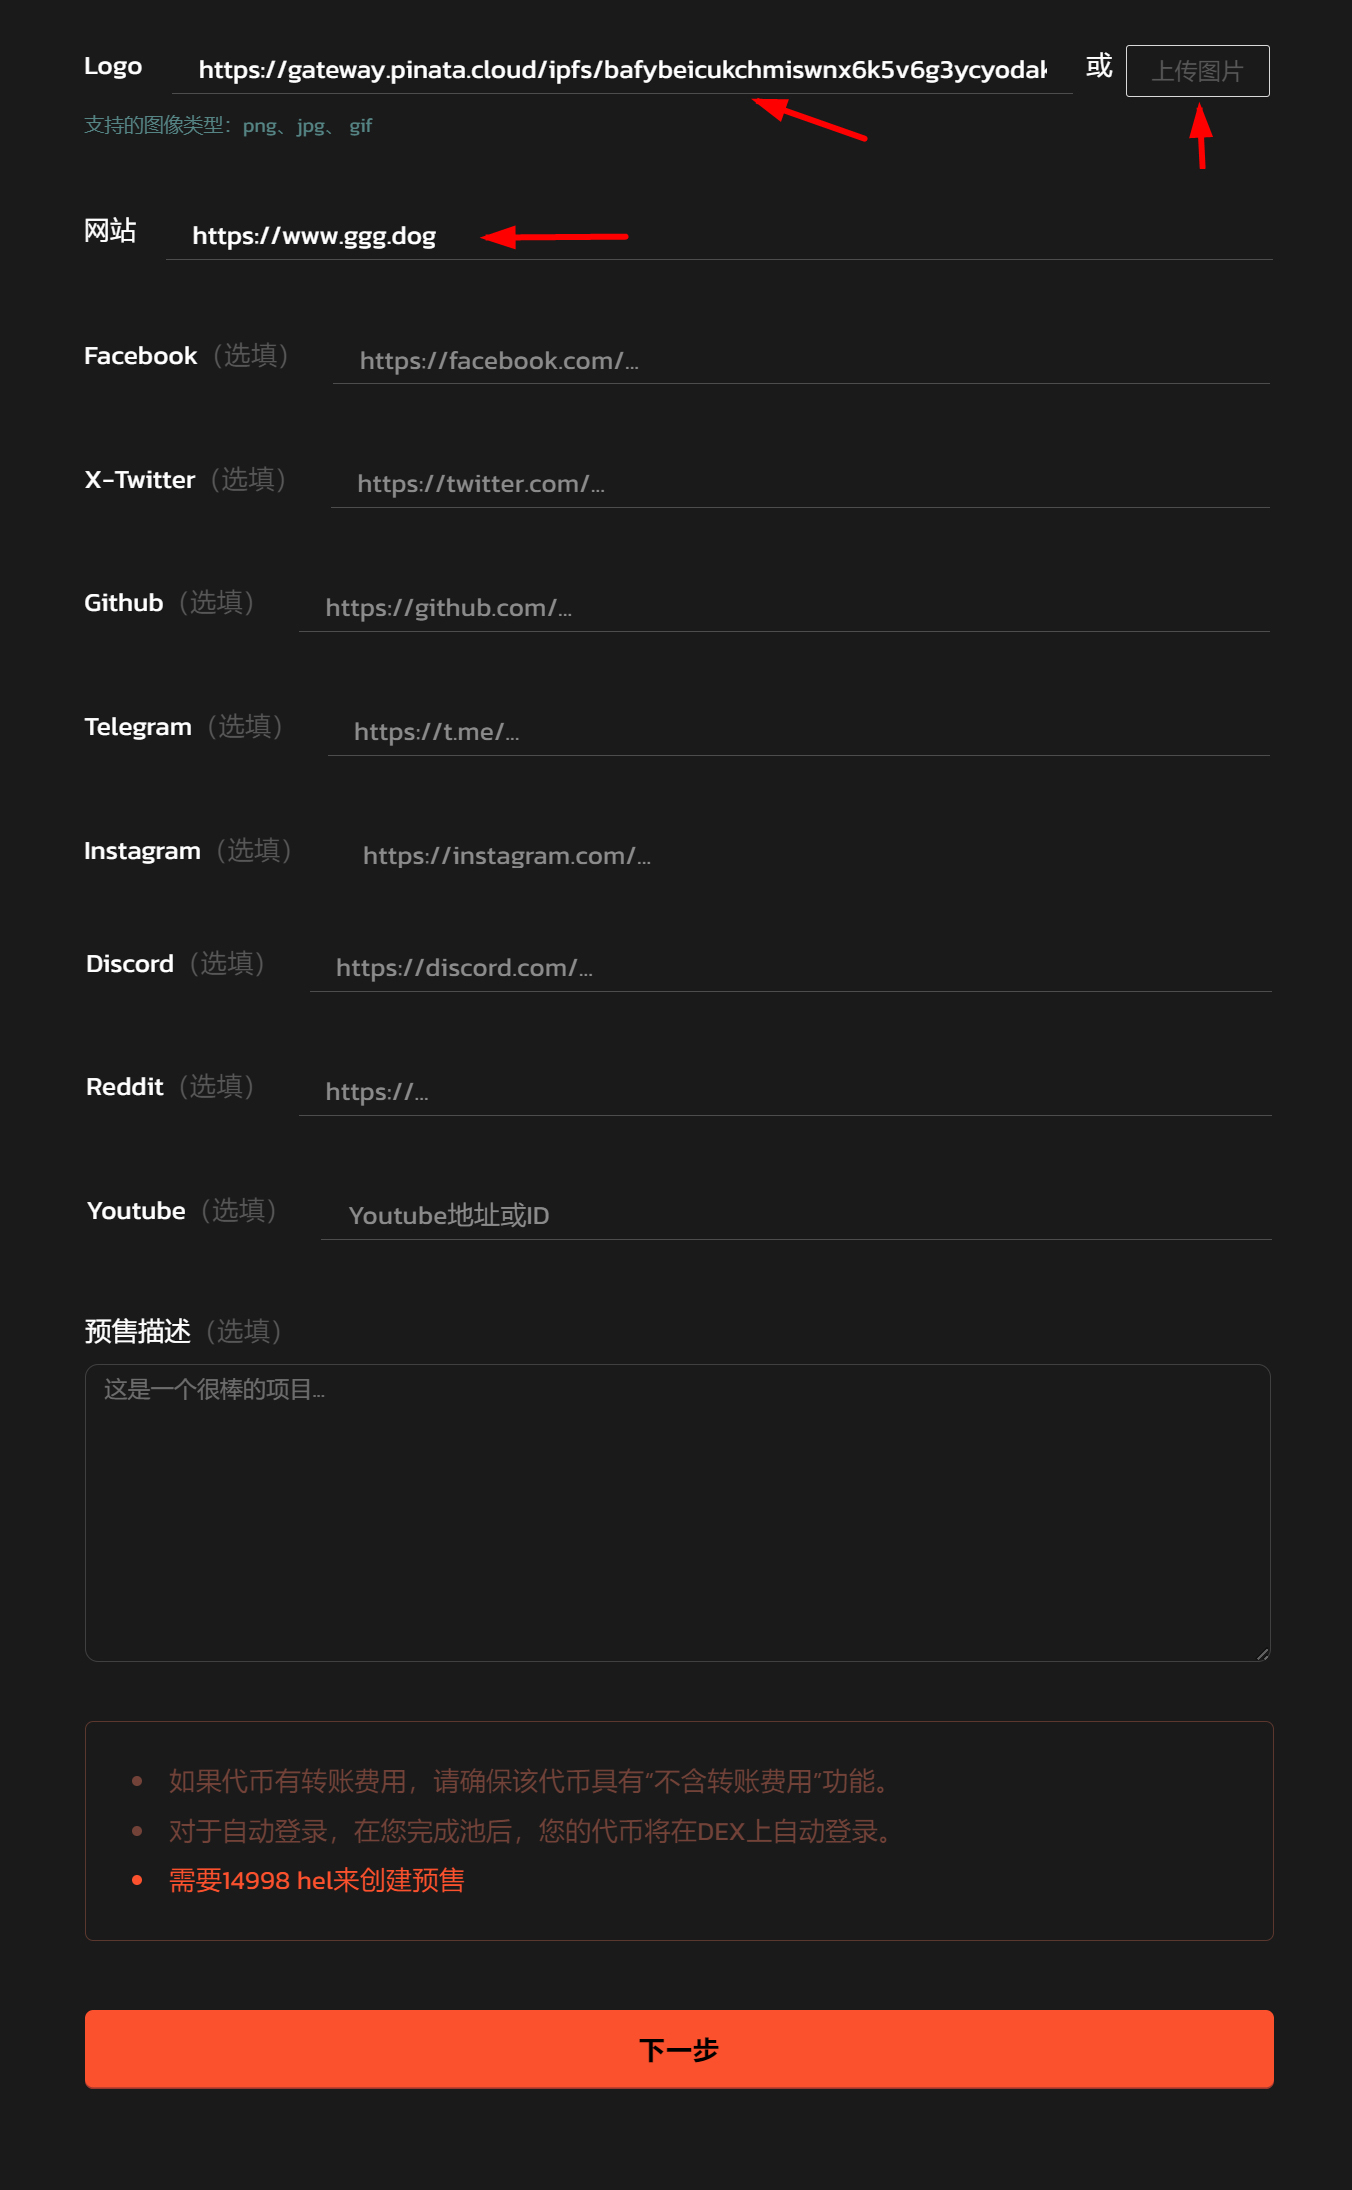 Logo https://gateway.pinata.cloud/ipfs/bafybeicukchmiswnx6k5v6g3ycyodak 或 上传图片
支持的图像类型：png、jpg、 gif
网站 https://www.ggg.dog
Facebook（选填） https://facebook.com/...
X-Twitter（选填） https://twitter.com/...
Github（选填） https://github.com/...
Telegram（选填） https://t.me/...
Instagram（选填） https://instagram.com/...
Discord（选填） https://discord.com/...
Reddit（选填） https://...
Youtube（选填） Youtube地址或ID
预售描述（选填）
这是一个很棒的项目...
如果代币有转账费用，请确保该代币具有“不含转账费用”功能。
对于自动登录，在您完成池后，您的代币将在DEX上自动登录。
需要14998 hel来创建预售
下一步